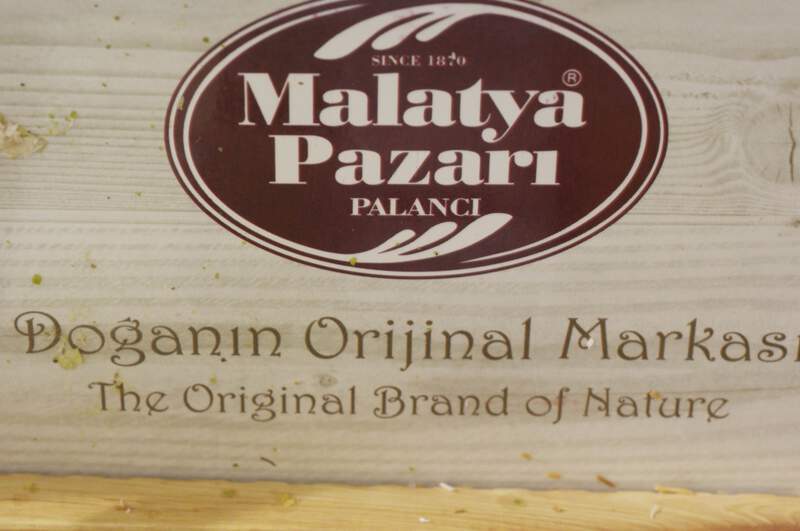 SINCE 1870
Malatya®
Pazarı
PALANCI
Doğanın Orijinal Markası
The Original Brand of Nature